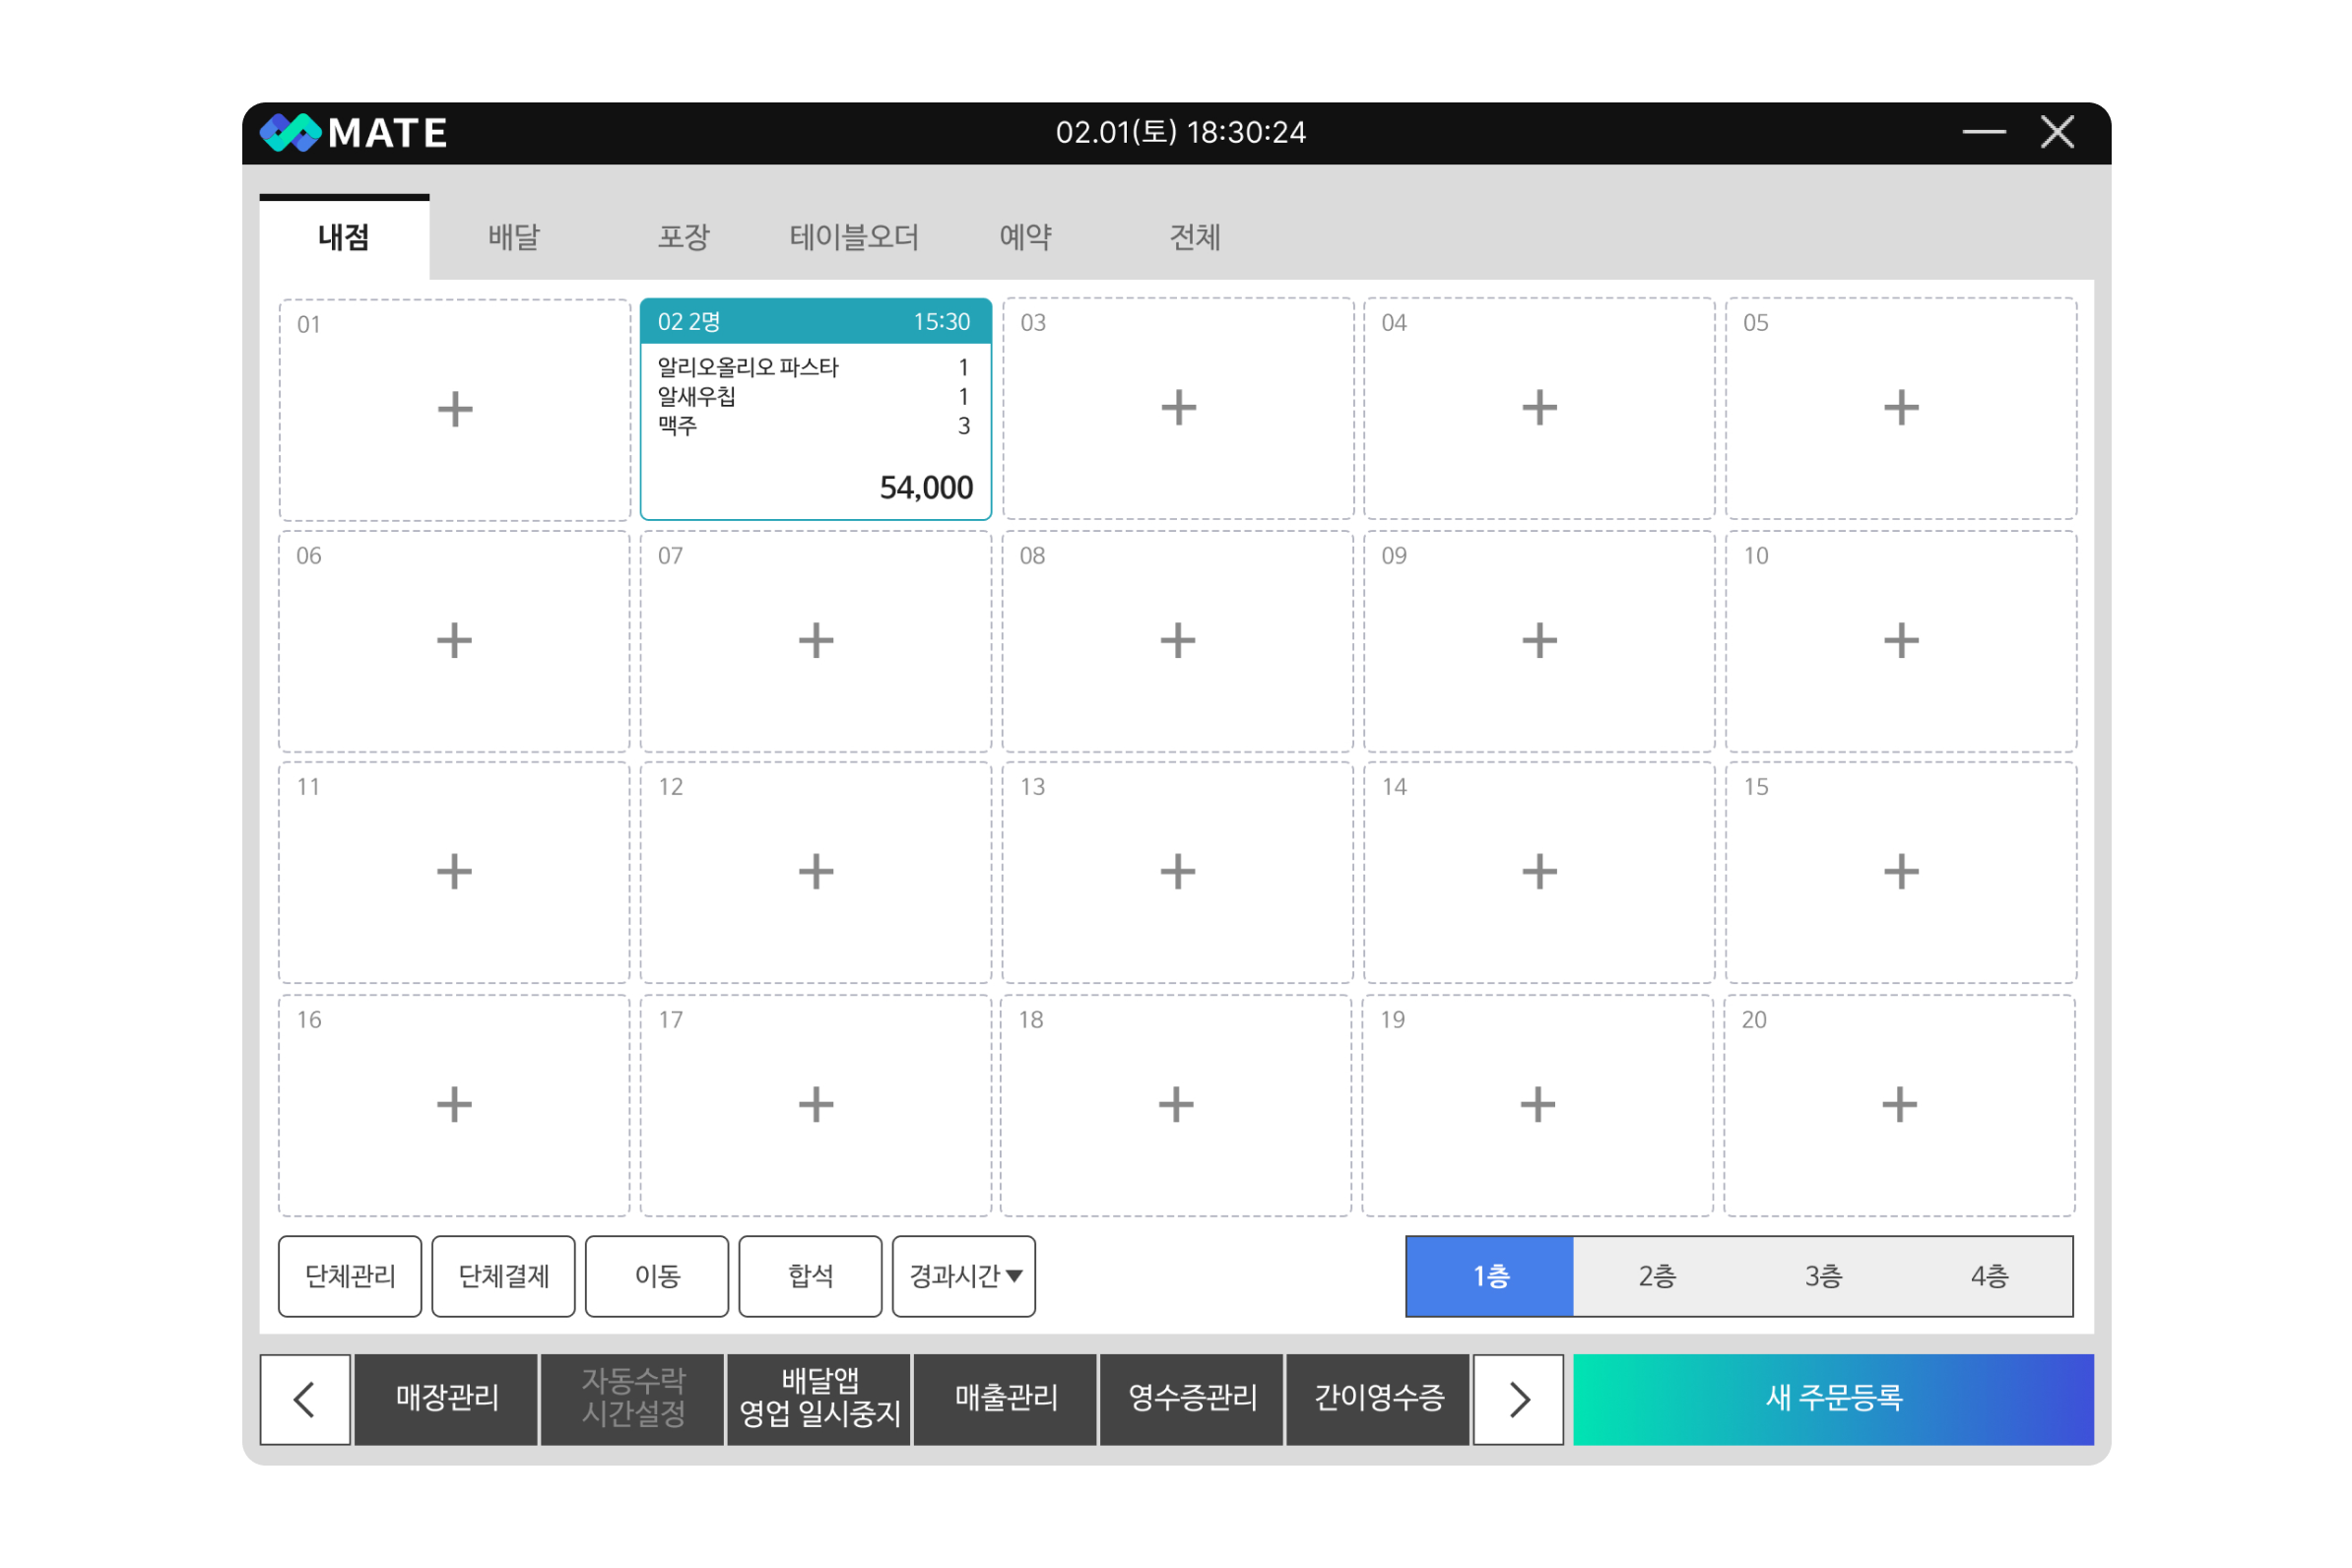 MATE
02.01(토) 18:30:24
내점 배달 포장 테이블오더 예약 전체
01
02 2명 15:30
알리오올리오 파스타 1
알새우칩 1
맥주 3
54,000
03
04
05
06
07
08
09
10
11
12
13
14
15
16
17
18
19
20
단체관리 단체결제 이동 합석 경과시간
1층 2층 3층 4층
매장관리
자동수락
시간설정
배달앱
영업 일시중지
매출관리
영수증관리
간이영수증
새 주문등록